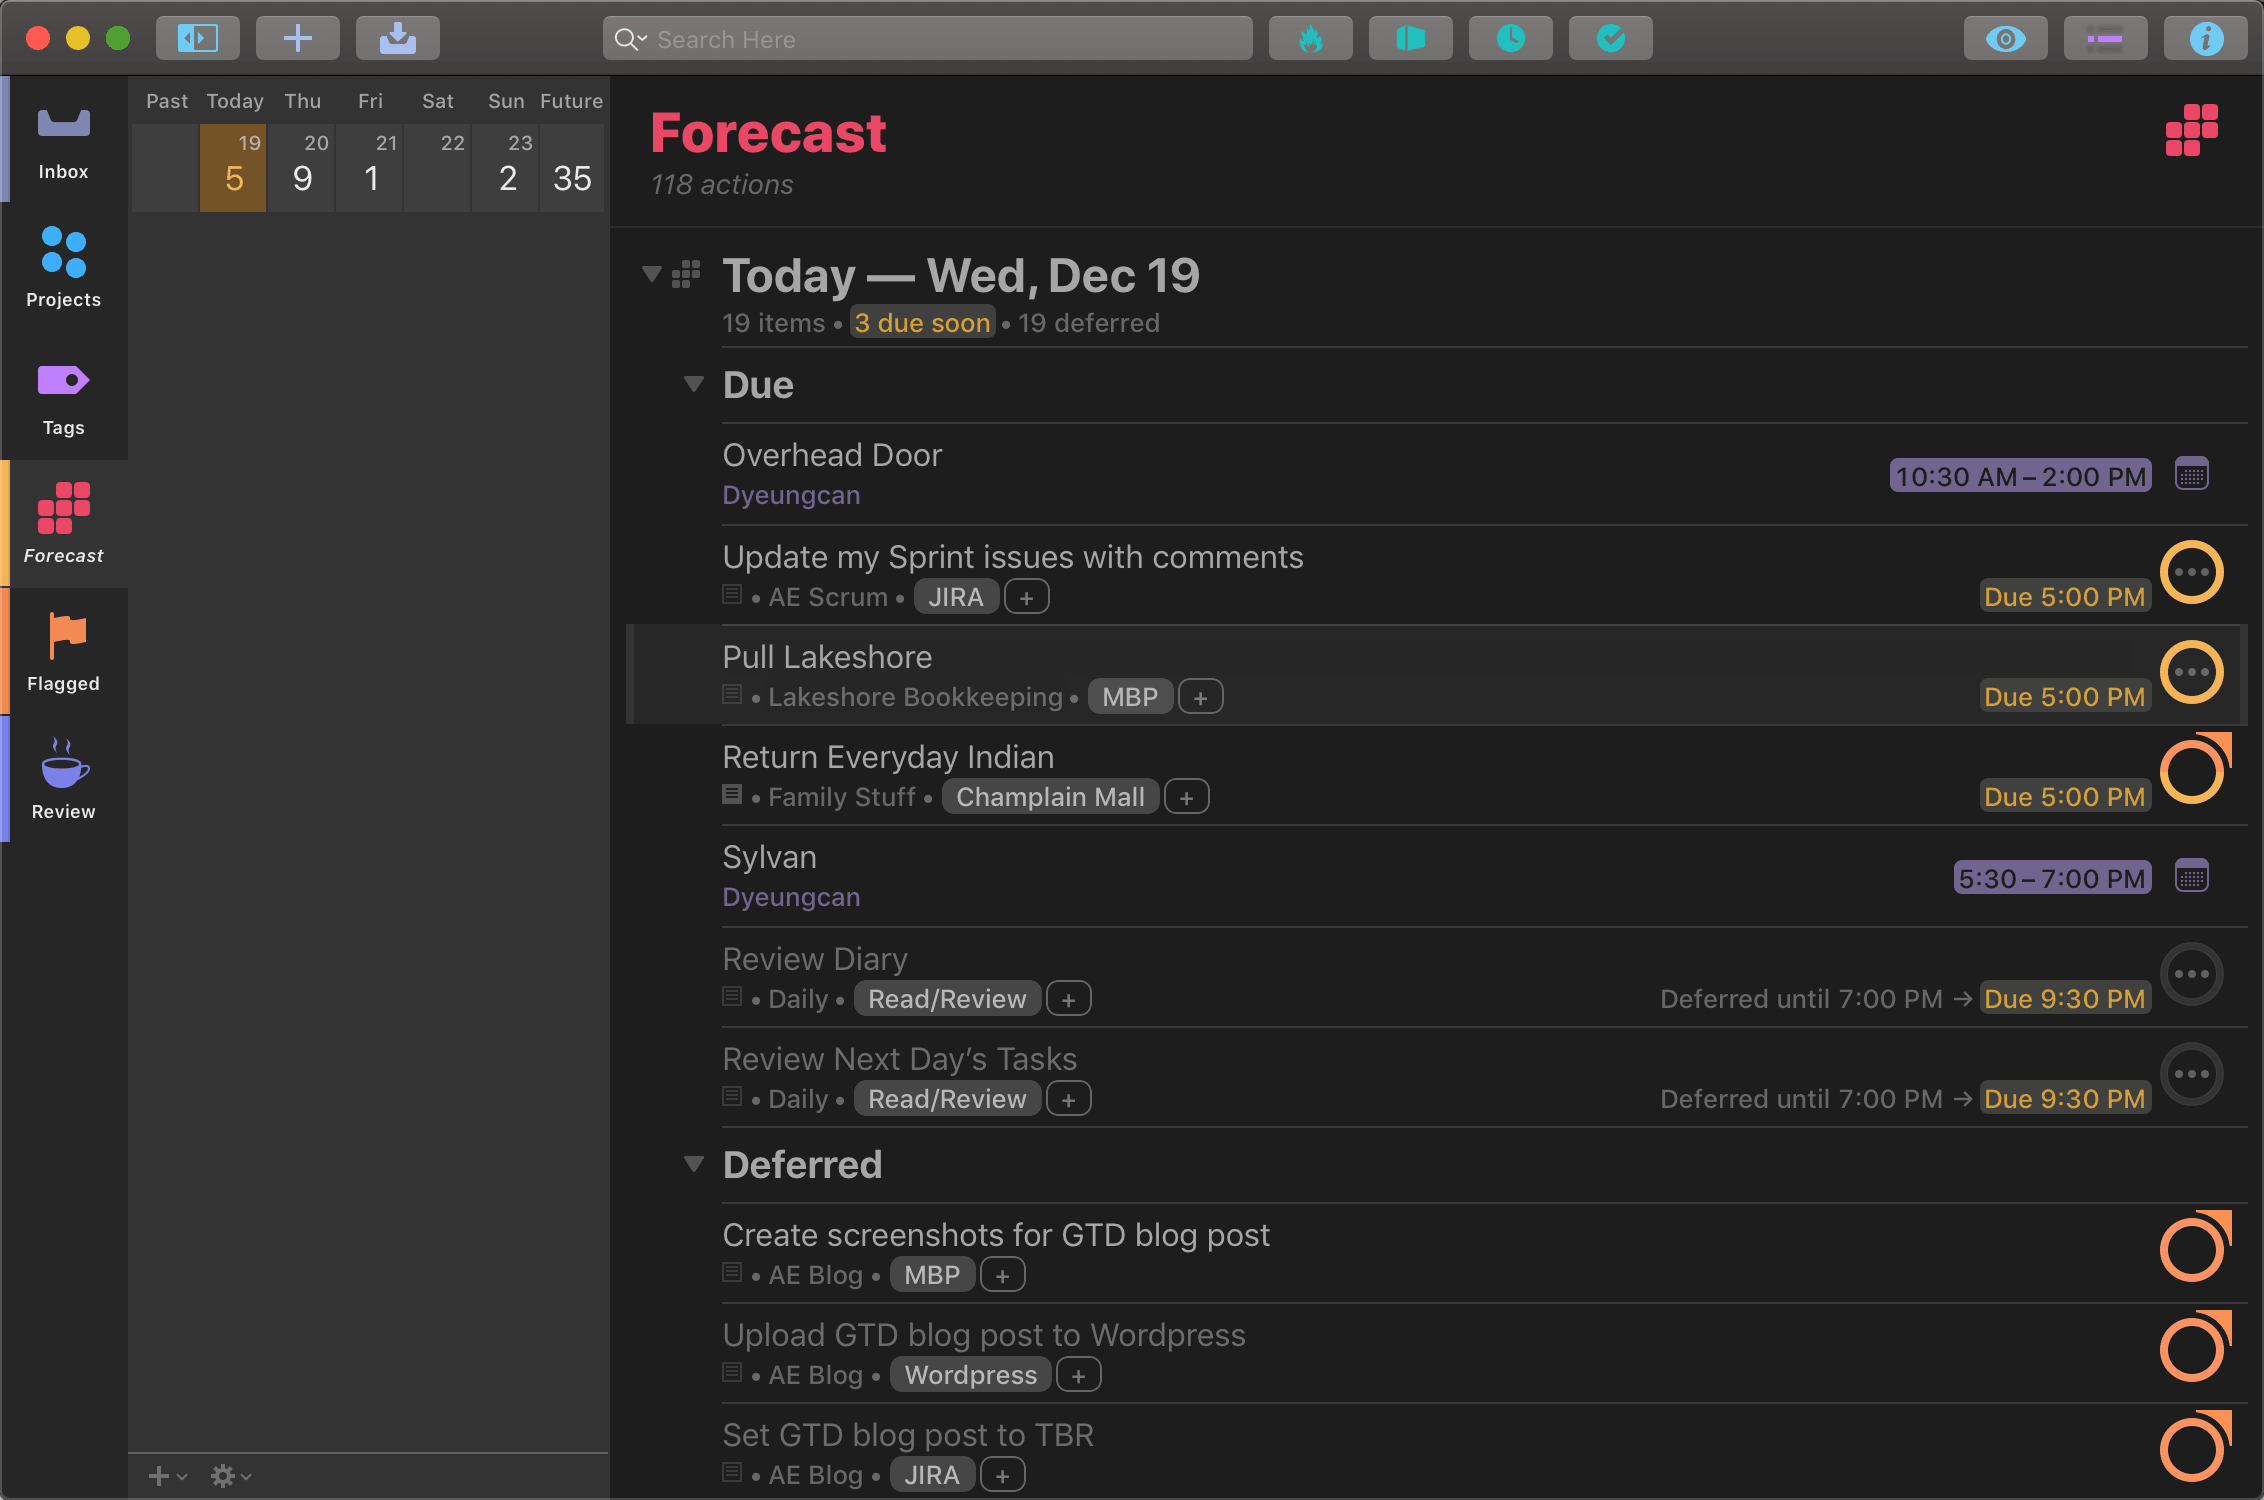 Search Here
Inbox
Projects
Tags
Forecast
Flagged
Review
Past Today Thu Fri Sat Sun Future
19 20 21 22 23
5 9 1 2 35
Forecast
118 actions
Today — Wed, Dec 19
19 items • 3 due soon • 19 deferred
Due
Overhead Door
Dyeungcan
10:30 AM – 2:00 PM
Update my Sprint issues with comments
• AE Scrum • JIRA +
Due 5:00 PM
Pull Lakeshore
• Lakeshore Bookkeeping • MBP +
Due 5:00 PM
Return Everyday Indian
• Family Stuff • Champlain Mall +
Due 5:00 PM
Sylvan
Dyeungcan
5:30 – 7:00 PM
Review Diary
• Daily • Read/Review +
Deferred until 7:00 PM → Due 9:30 PM
Review Next Day’s Tasks
• Daily • Read/Review +
Deferred until 7:00 PM → Due 9:30 PM
Deferred
Create screenshots for GTD blog post
• AE Blog • MBP +
Upload GTD blog post to Wordpress
• AE Blog • Wordpress +
Set GTD blog post to TBR
• AE Blog • JIRA +